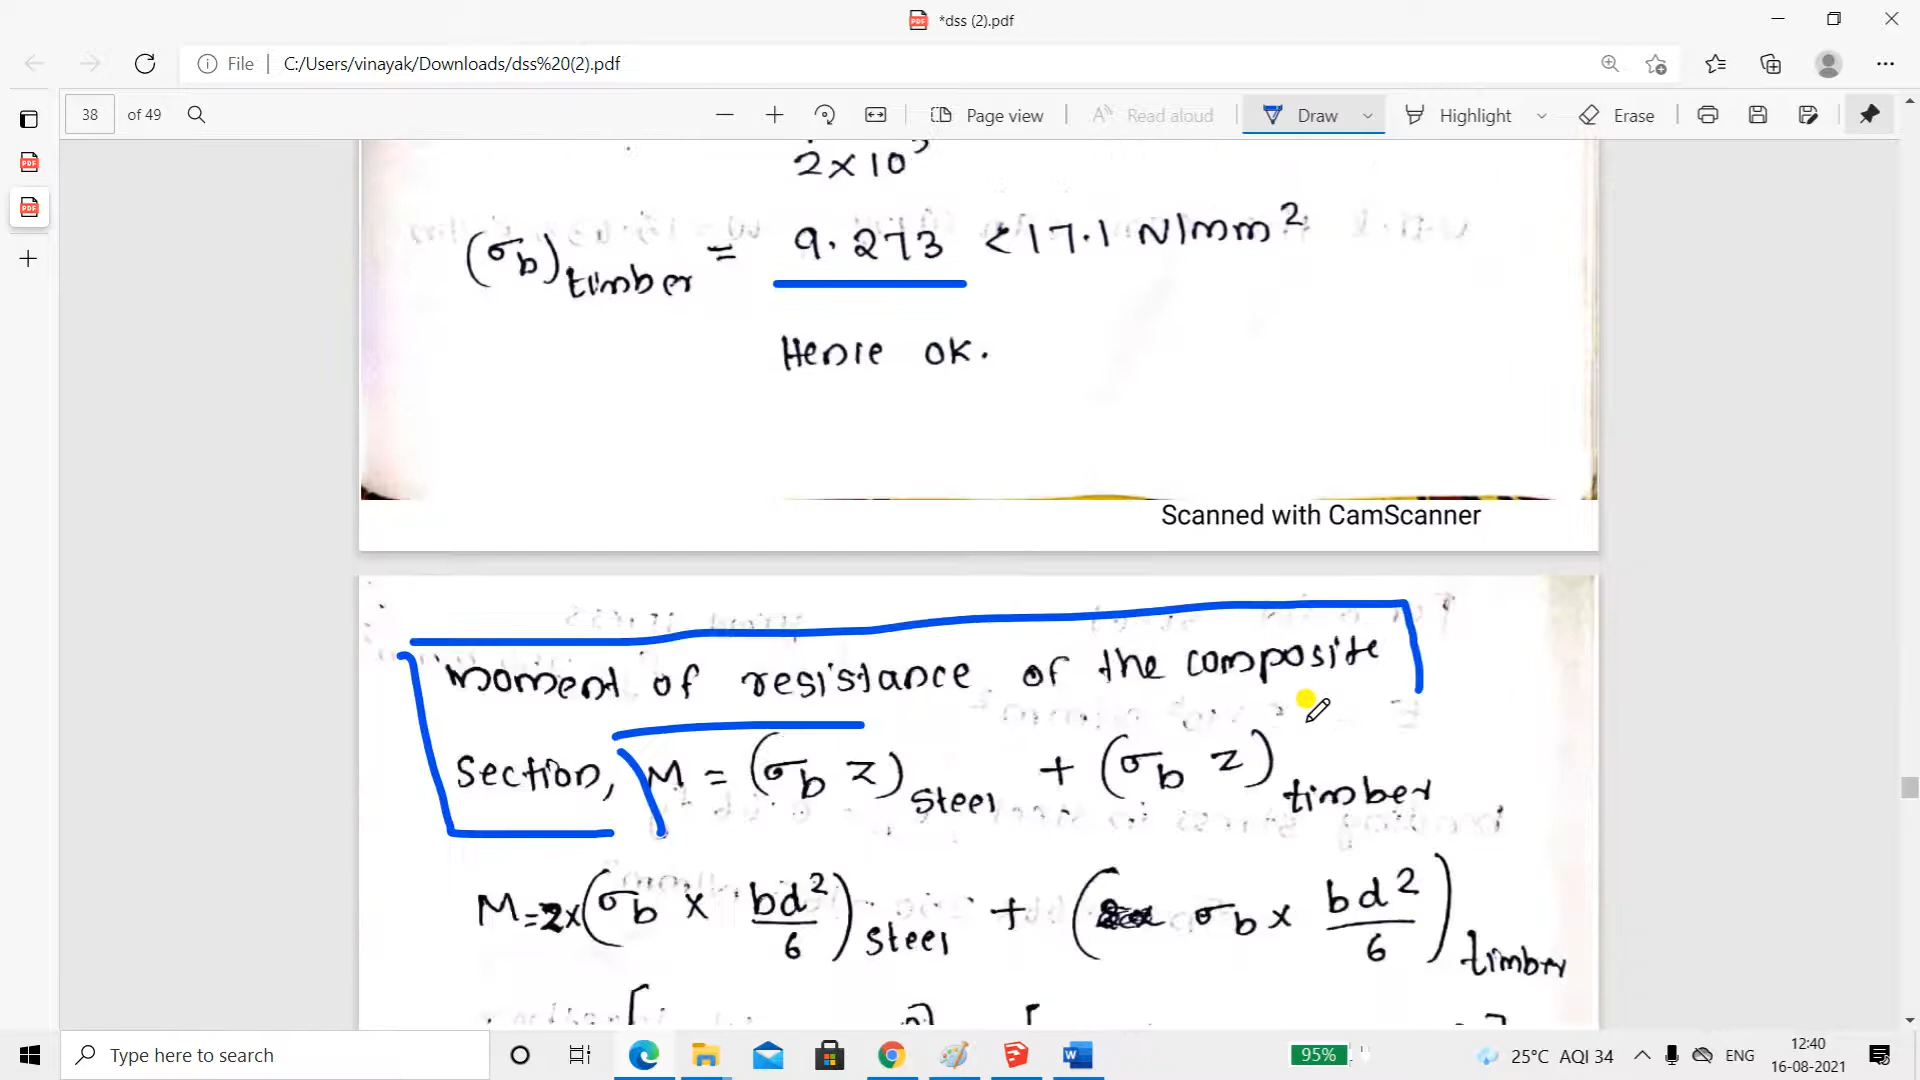 *dss (2).pdf
File | C:/Users/vinayak/Downloads/dss%20(2).pdf
38 of 49 Page view Read aloud Draw Highlight Erase
2 x 10
(σb)timber = 9.273 < 17.1 N/mm²
Hence ok.
Scanned with CamScanner
moment of resistance of the composite
section, M = (σb z)steel + (σb z)timber
M = 2x (σb x bd²/6)steel + (σb x bd²/6)timber
Type here to search 95% 25°C AQI 34 ENG 12:40
16-08-2021